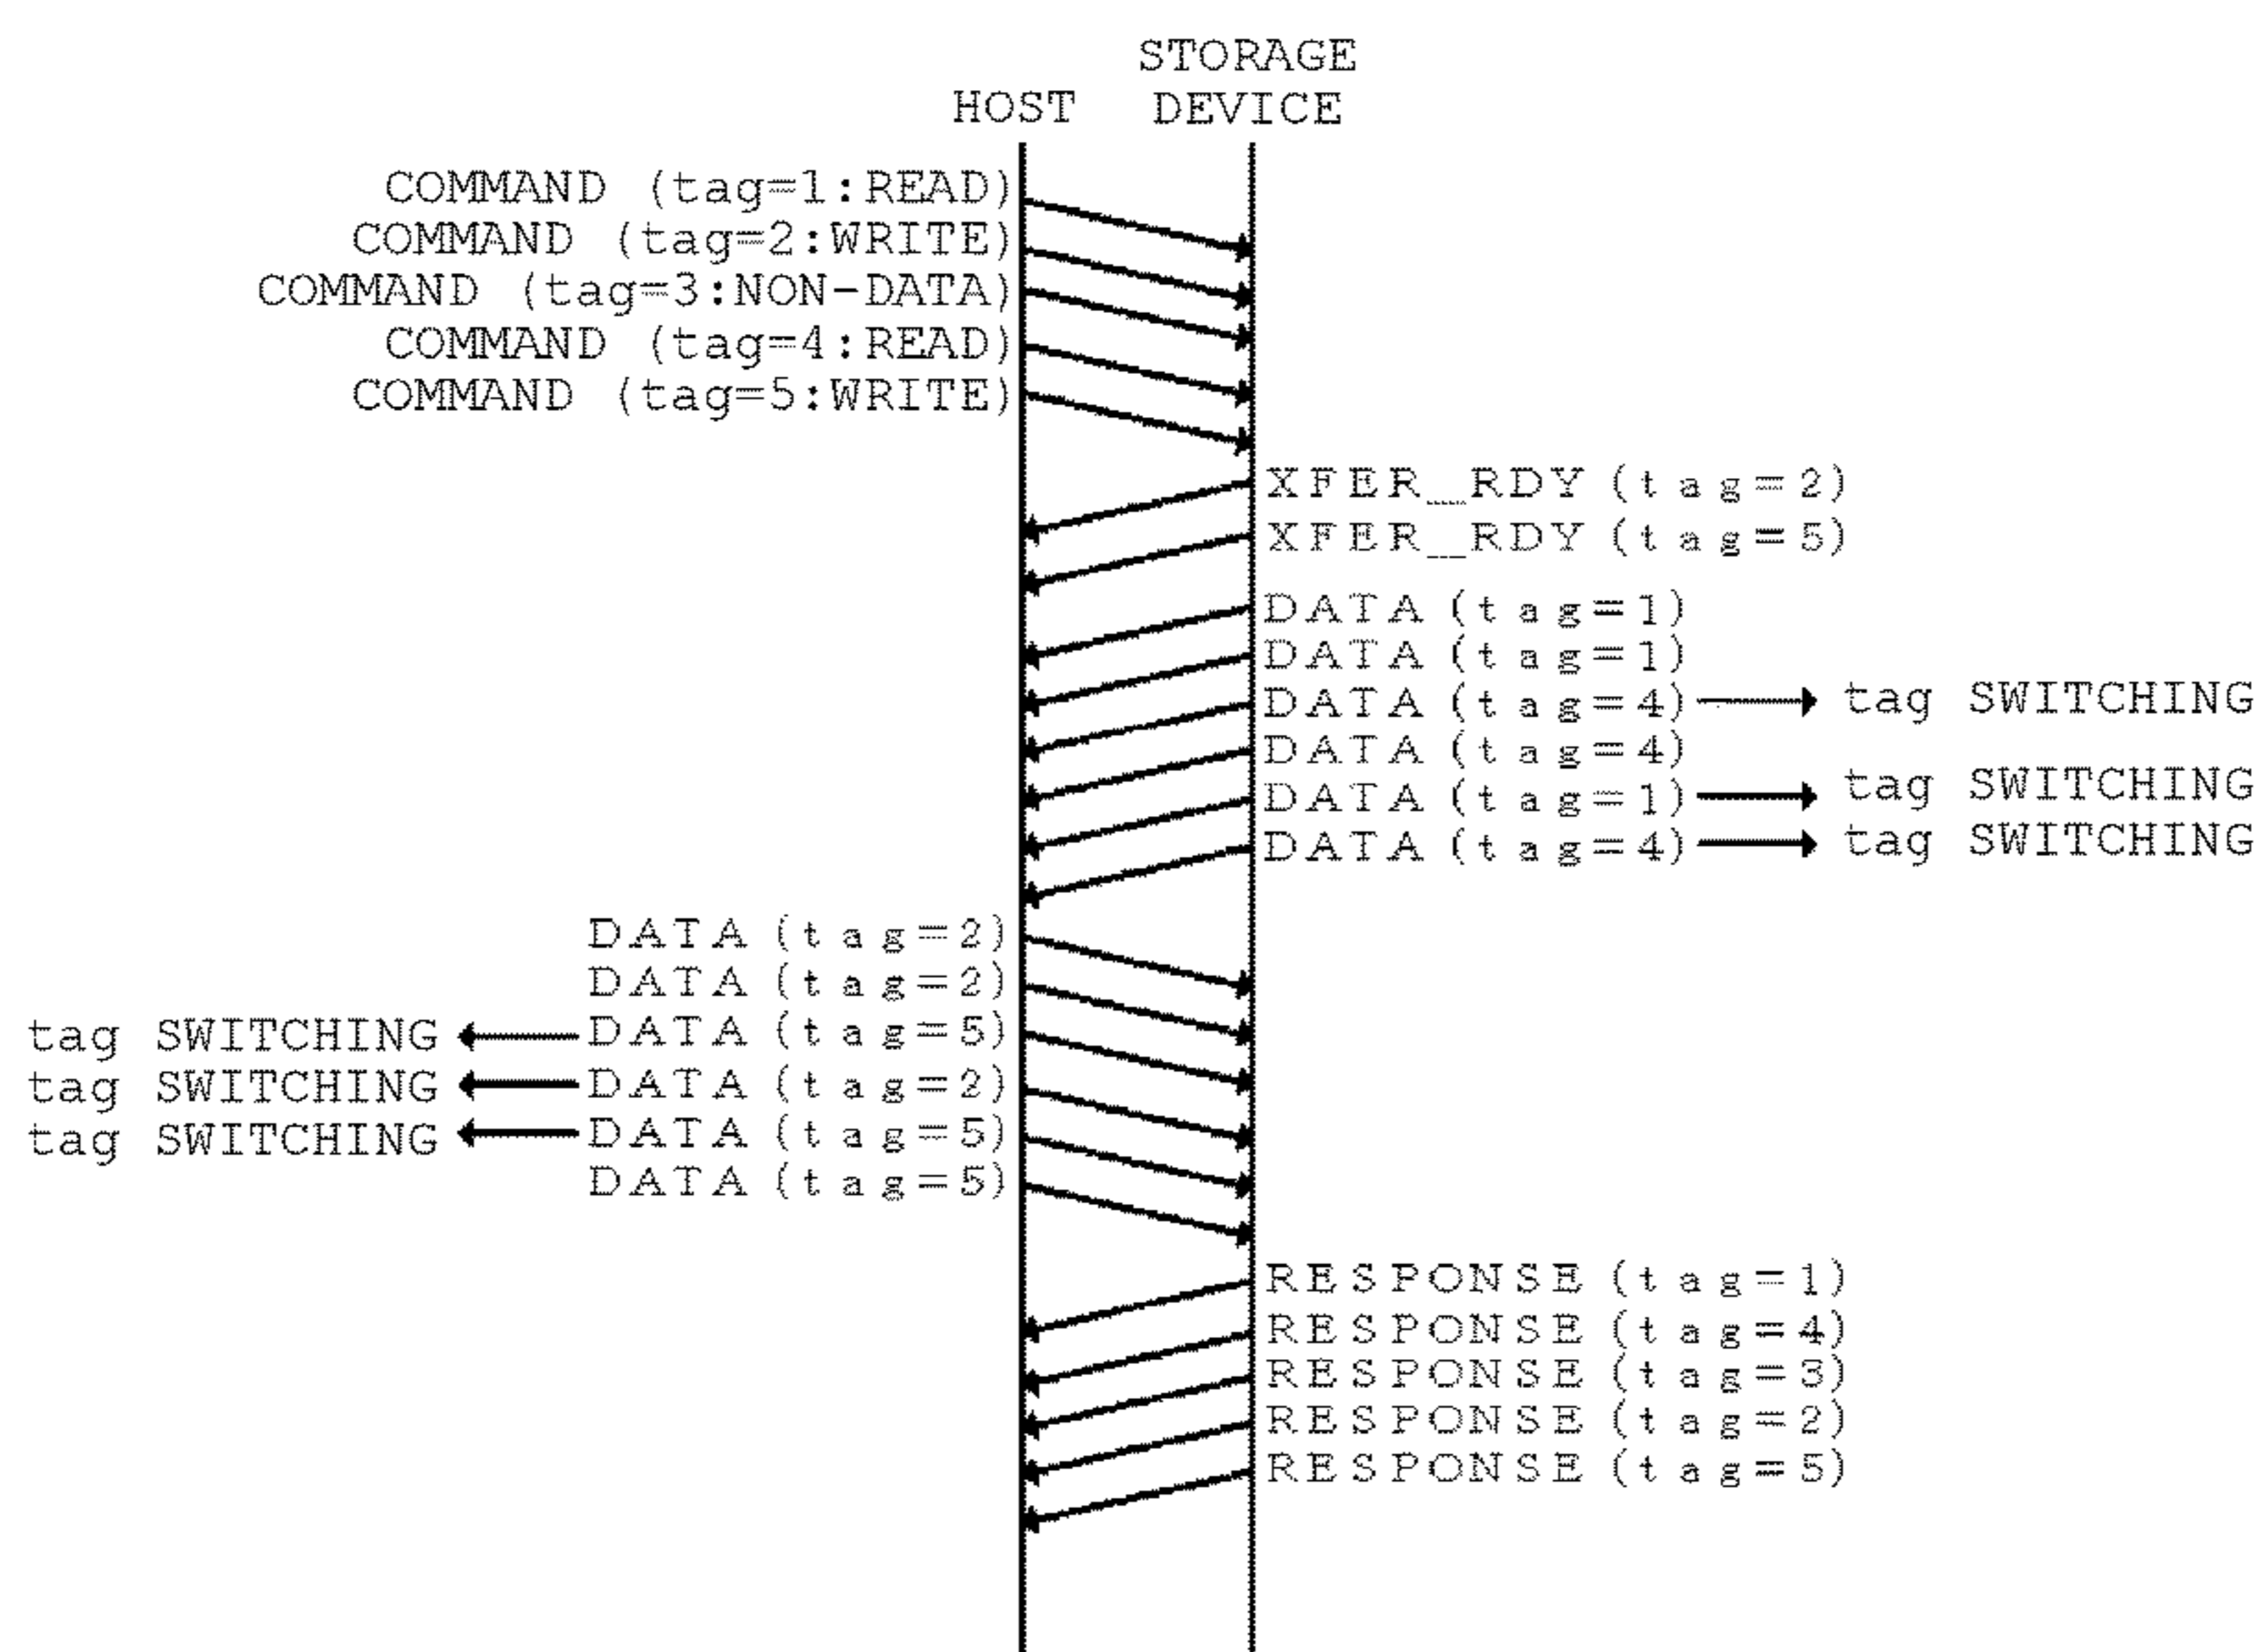 STORAGE
HOST DEVICE
COMMAND (tag=1:READ)
COMMAND (tag=2:WRITE)
COMMAND (tag=3:NON-DATA)
COMMAND (tag=4:READ)
COMMAND (tag=5:WRITE)
XFER_RDY (tag=2)
XFER_RDY (tag=5)
DATA (tag=1)
DATA (tag=1)
DATA (tag=4) tag SWITCHING
DATA (tag=4)
DATA (tag=1) tag SWITCHING
DATA (tag=4) tag SWITCHING
DATA (tag=2)
DATA (tag=2)
tag SWITCHING DATA (tag=5)
tag SWITCHING DATA (tag=2)
tag SWITCHING DATA (tag=5)
DATA (tag=5)
RESPONSE (tag=1)
RESPONSE (tag=4)
RESPONSE (tag=3)
RESPONSE (tag=2)
RESPONSE (tag=5)